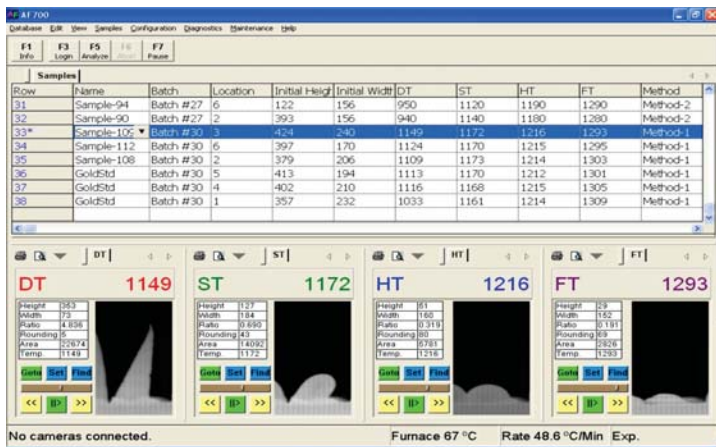 AF700
Database Edit View Samples Configuration Diagnostics Maintenance Help
F1 F3 F5 F7
Info Login Analyze Pause
Samples
Row Name Batch Location Initial Heigh Initial Width DT ST HT FT Method
31 Sample-94 Batch #27 6 122 156 950 1120 1190 1290 Method-2
32 Sample-90 Batch #27 2 393 156 940 1140 1180 1280 Method-2
33* Sample-109 Batch #30 3 424 240 1149 1172 1216 1293 Method-1
34 Sample-112 Batch #30 6 397 170 1124 1170 1215 1295 Method-1
35 Sample-108 Batch #30 2 379 206 1109 1173 1214 1303 Method-1
36 GoldStd Batch #30 5 413 194 1113 1170 1212 1301 Method-1
37 GoldStd Batch #30 4 402 210 1116 1168 1215 1305 Method-1
38 GoldStd Batch #30 1 357 232 1033 1161 1214 1309 Method-1
DT ST HT FT
DT 1149 ST 1172 HT 1216 FT 1293
Height 353 Height 127 Height 51 Height 29
Width 73 Width 184 Width 160 Width 152
Ratio 4.836 Ratio 0.690 Ratio 0.319 Ratio 0.191
Rounding 5 Rounding 43 Rounding 80 Rounding 69
Area 22674 Area 14092 Area 5781 Area 2826
Temp. 1149 Temp. 1172 Temp. 1216 Temp. 1293
Goto Set Find Goto Set Find Goto Set Find Goto Set Find
<< || > >> << || > >> << || > >> << || > >>
No cameras connected. Furnace 67 °C Rate 48.6 °C/Min Exp.